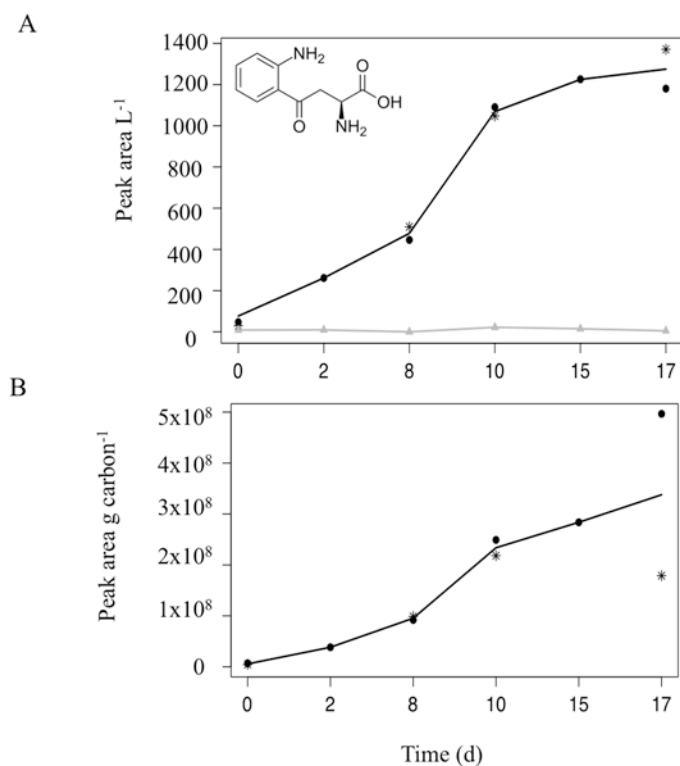 A
1400
1200
1000
800
600
400
200
0
Peak area L⁻¹
NH₂
O
OH
O
NH₂
0 2 8 10 15 17
B
5x10⁸
4x10⁸
3x10⁸
2x10⁸
1x10⁸
0
Peak area g carbon⁻¹
0 2 8 10 15 17
Time (d)